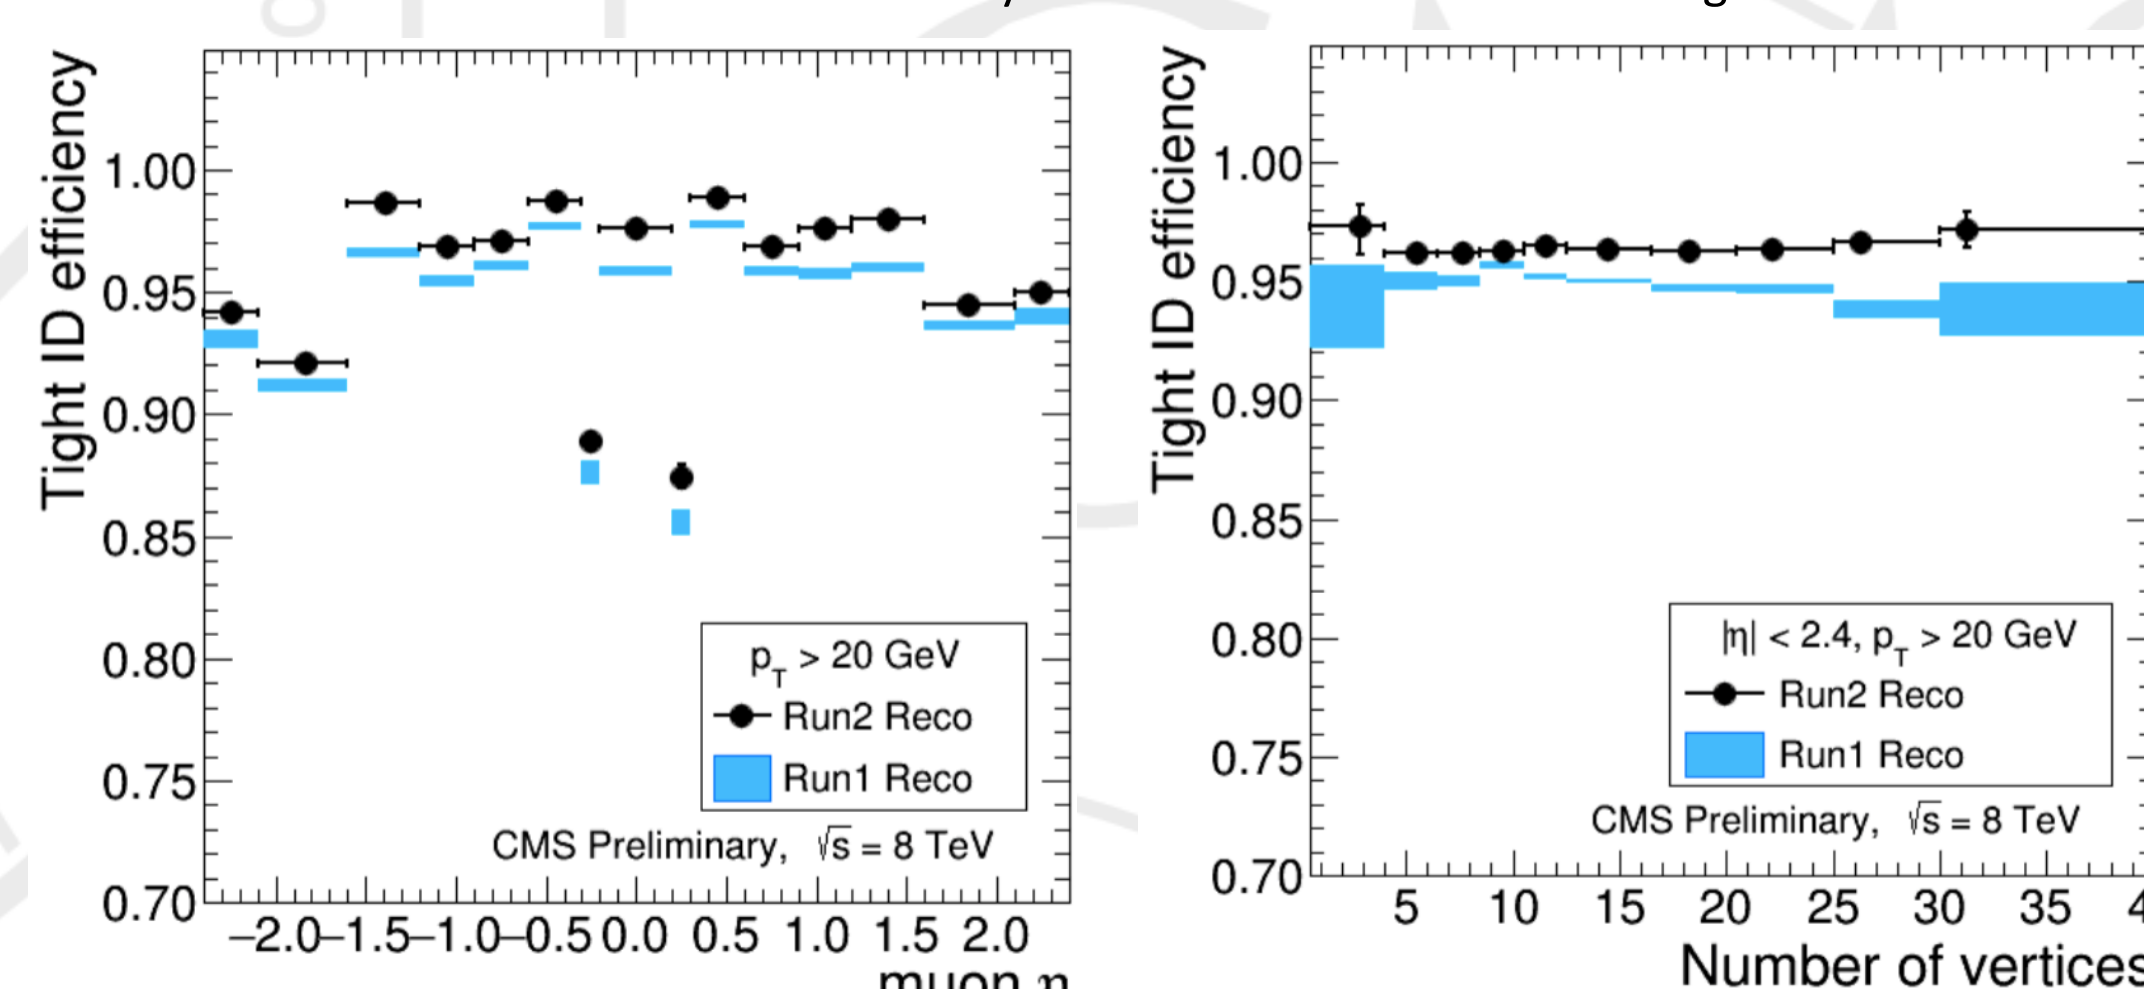 Tight ID efficiency
1.00
0.95
0.90
0.85
0.80
0.75
0.70
p_T > 20 GeV
Run2 Reco
Run1 Reco
CMS Preliminary, √s = 8 TeV
–2.0 –1.5 –1.0 –0.5 0.0 0.5 1.0 1.5 2.0
muon η
Tight ID efficiency
1.00
0.95
0.90
0.85
0.80
0.75
0.70
|η| < 2.4, p_T > 20 GeV
Run2 Reco
Run1 Reco
CMS Preliminary, √s = 8 TeV
5 10 15 20 25 30 35
Number of vertices